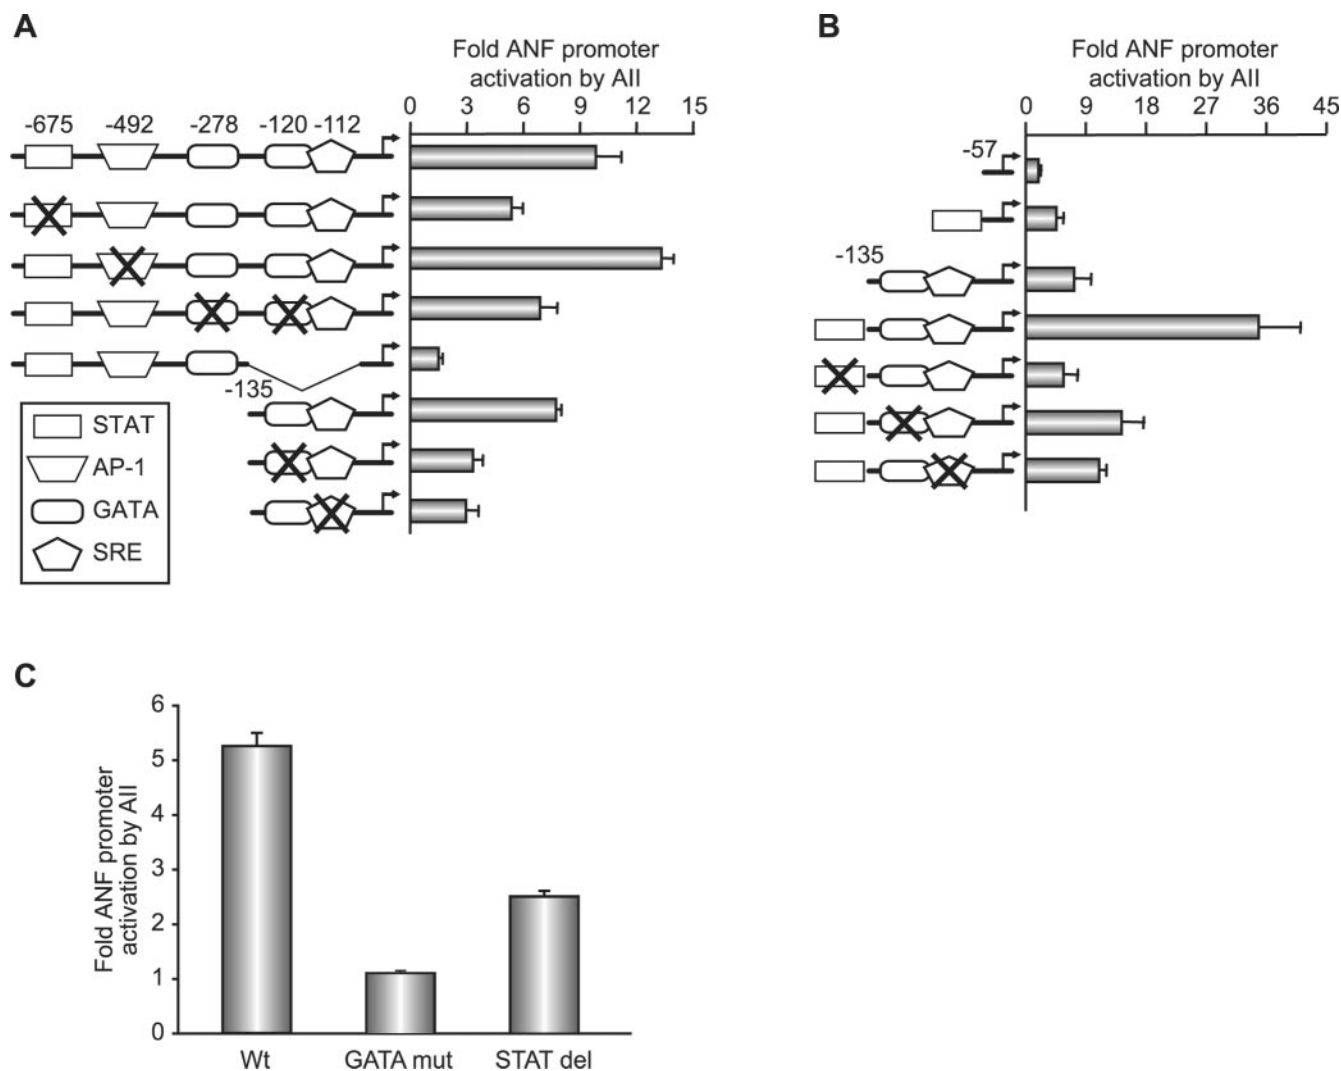 A
Fold ANF promoter
activation by AII
0 3 6 9 12 15
-675 -492 -278 -120 -112
-135
STAT
AP-1
GATA
SRE
B
Fold ANF promoter
activation by AII
0 9 18 27 36 45
-57
-135
C
Fold ANF promoter
activation by AII
6
5
4
3
2
1
0
Wt GATA mut STAT del